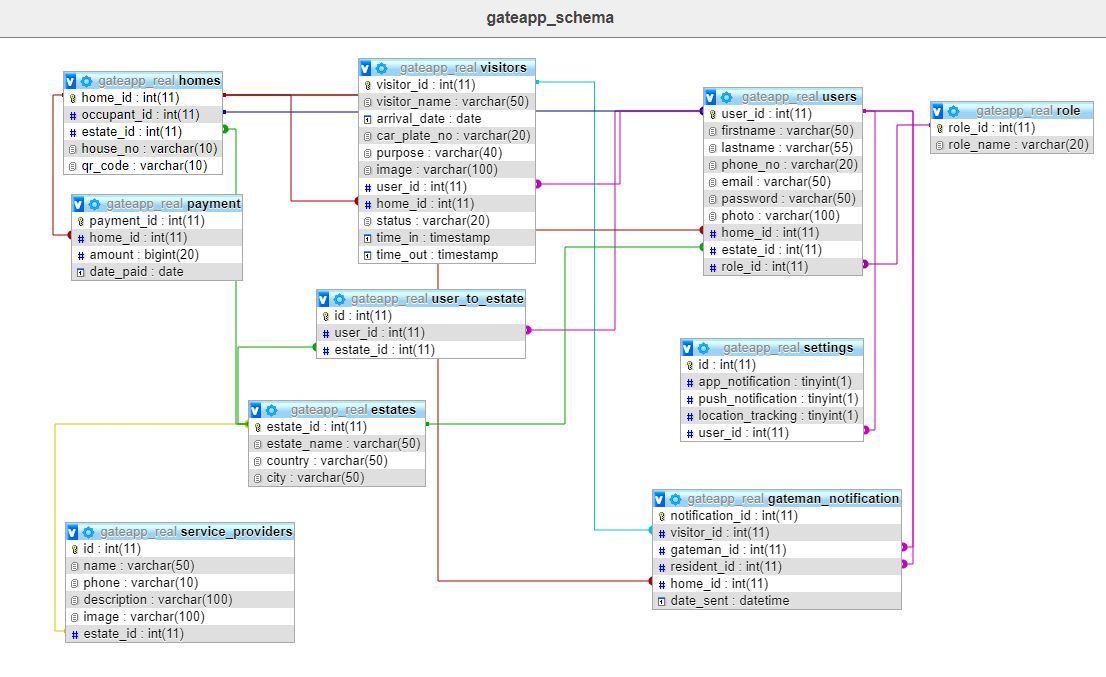 gateapp_schema
gateapp_real homes
home_id : int(11)
occupant_id : int(11)
estate_id : int(11)
house_no : varchar(10)
qr_code : varchar(10)
gateapp_real payment
payment_id : int(11)
home_id : int(11)
amount : bigint(20)
date_paid : date
gateapp_real visitors
visitor_id : int(11)
visitor_name : varchar(50)
arrival_date : date
car_plate_no : varchar(20)
purpose : varchar(40)
image : varchar(100)
user_id : int(11)
home_id : int(11)
status : varchar(20)
time_in : timestamp
time_out : timestamp
gateapp_real users
user_id : int(11)
firstname : varchar(50)
lastname : varchar(55)
phone_no : varchar(20)
email : varchar(50)
password : varchar(50)
photo : varchar(100)
home_id : int(11)
estate_id : int(11)
role_id : int(11)
gateapp_real role
role_id : int(11)
role_name : varchar(20)
gateapp_real user_to_estate
id : int(11)
user_id : int(11)
estate_id : int(11)
gateapp_real settings
id : int(11)
app_notification : tinyint(1)
push_notification : tinyint(1)
location_tracking : tinyint(1)
user_id : int(11)
gateapp_real estates
estate_id : int(11)
estate_name : varchar(50)
country : varchar(50)
city : varchar(50)
gateapp_real service_providers
id : int(11)
name : varchar(50)
phone : varchar(10)
description : varchar(100)
image : varchar(100)
estate_id : int(11)
gateapp_real gateman_notification
notification_id : int(11)
visitor_id : int(11)
gateman_id : int(11)
resident_id : int(11)
home_id : int(11)
date_sent : datetime